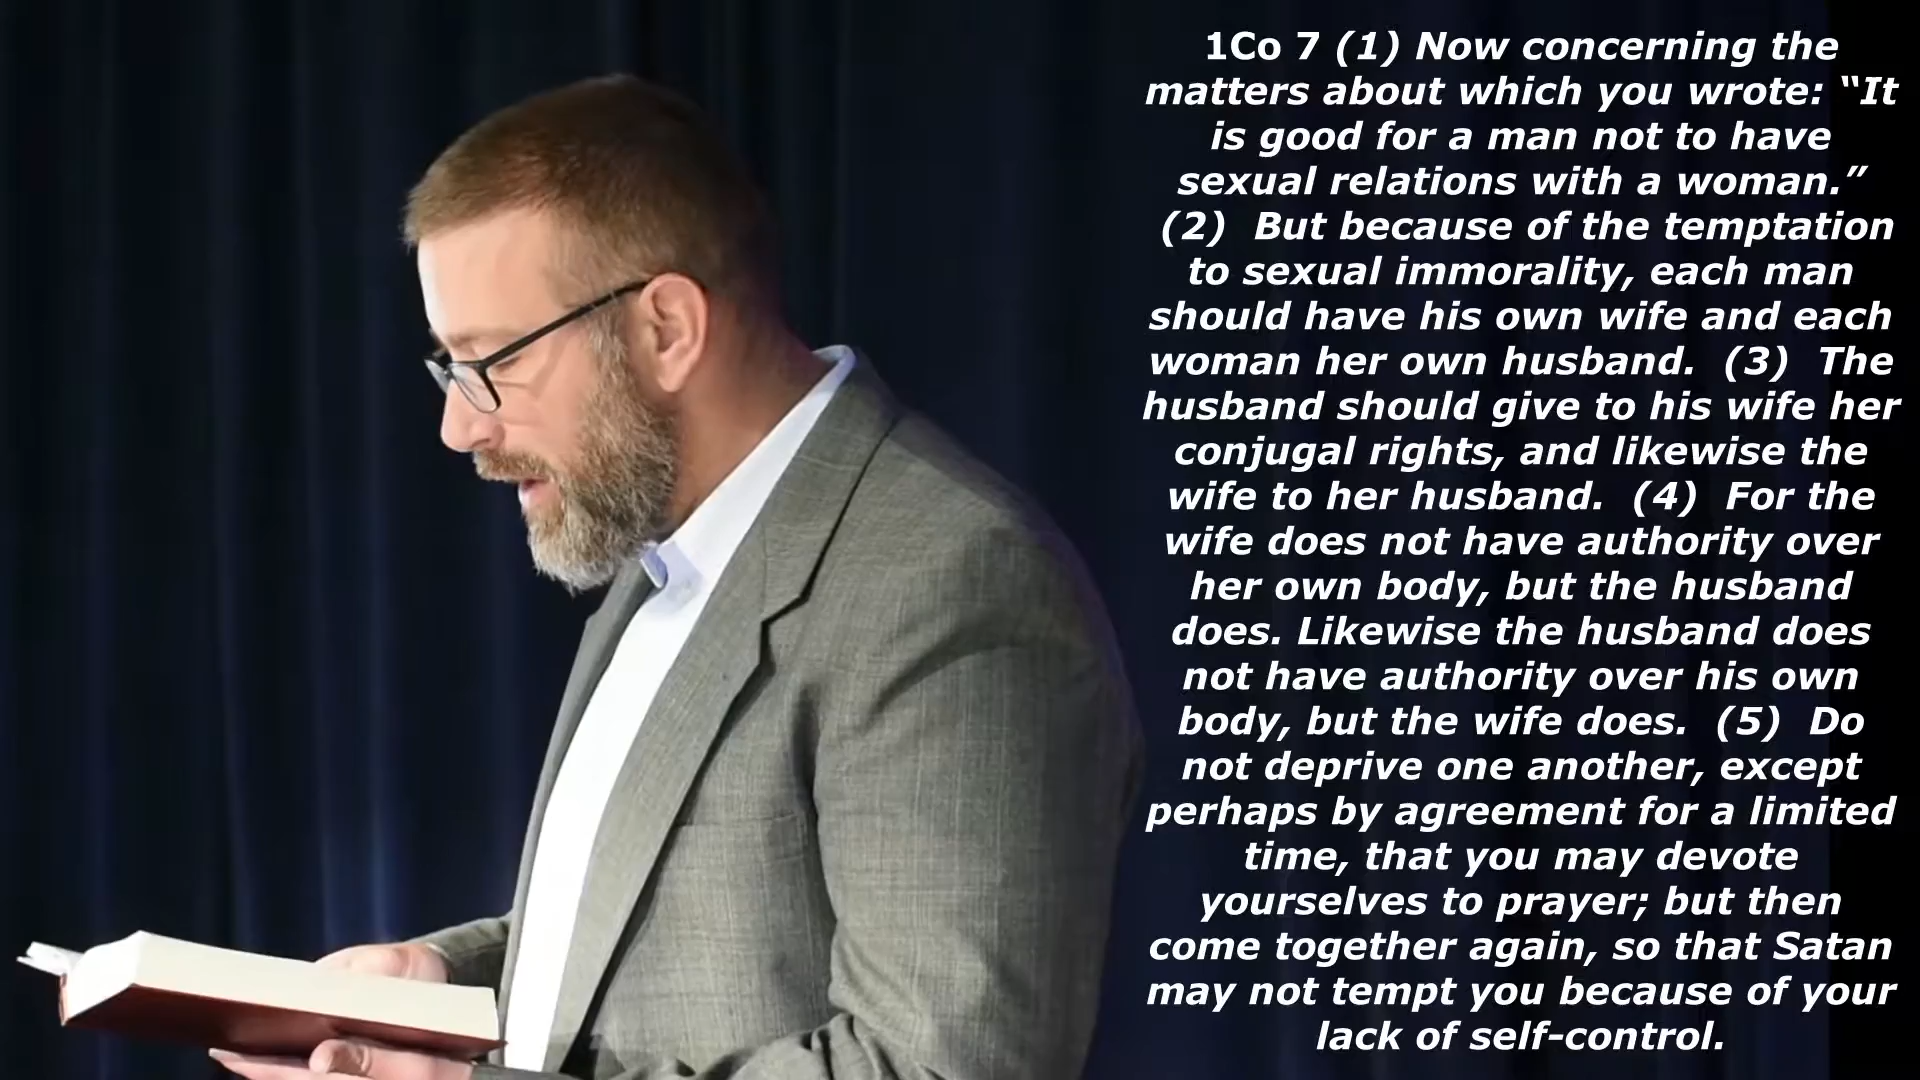 1Co 7 (1) Now concerning the
matters about which you wrote: “It
is good for a man not to have
sexual relations with a woman.”
(2) But because of the temptation
to sexual immorality, each man
should have his own wife and each
woman her own husband. (3) The
husband should give to his wife her
conjugal rights, and likewise the
wife to her husband. (4) For the
wife does not have authority over
her own body, but the husband
does. Likewise the husband does
not have authority over his own
body, but the wife does. (5) Do
not deprive one another, except
perhaps by agreement for a limited
time, that you may devote
yourselves to prayer; but then
come together again, so that Satan
may not tempt you because of your
lack of self-control.